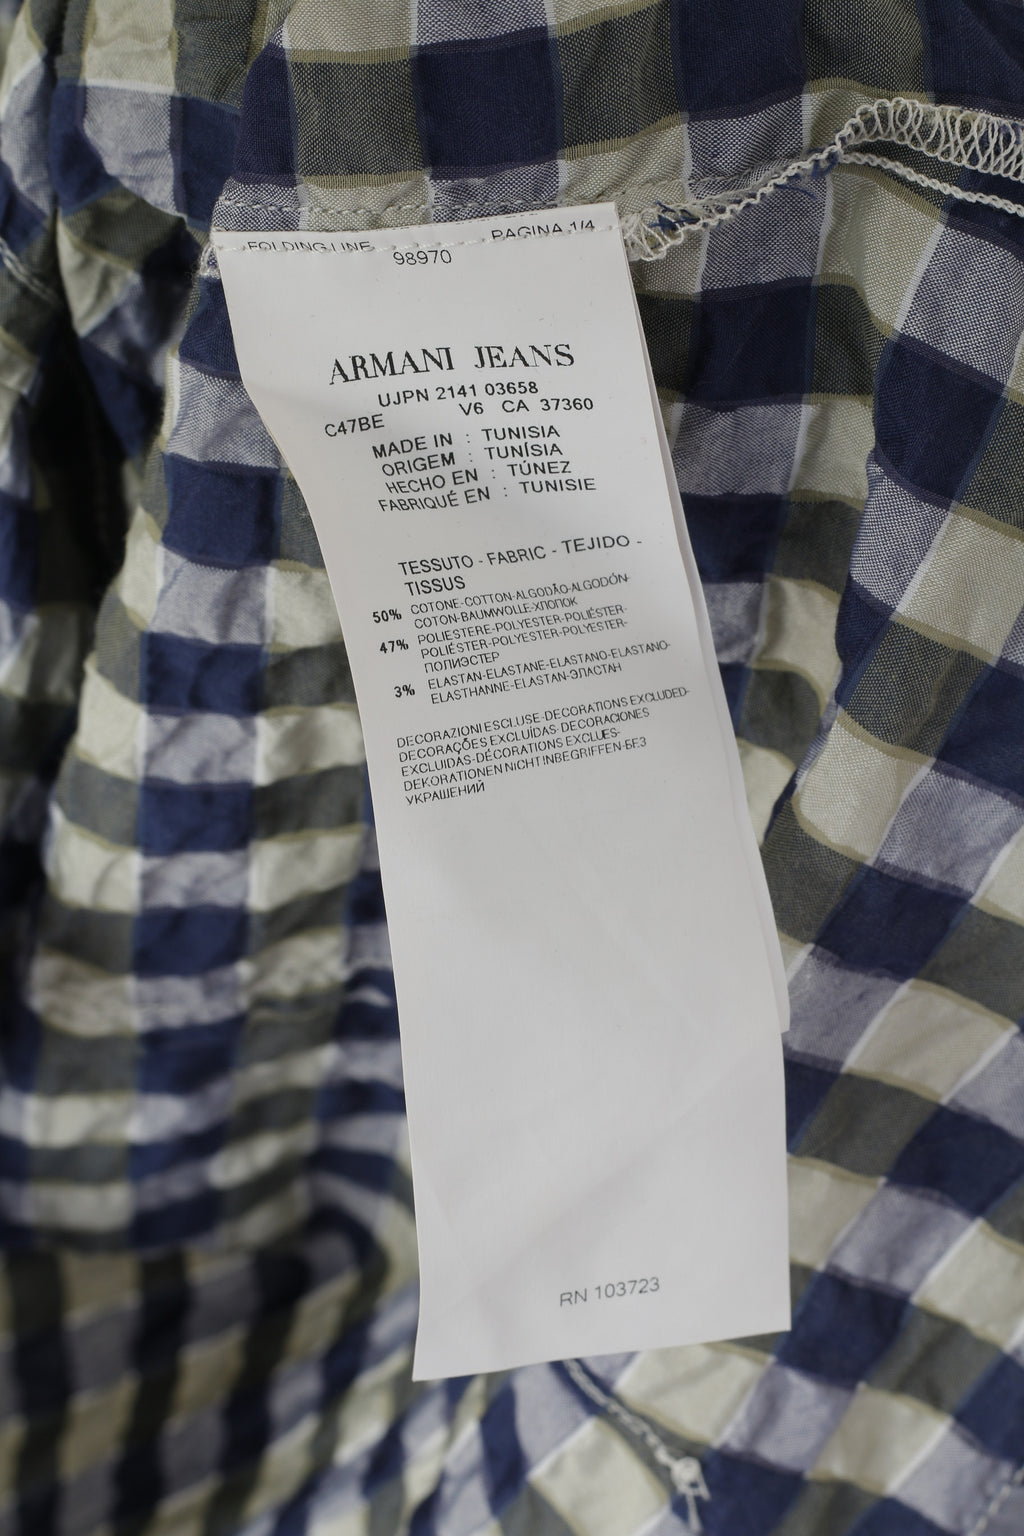 FOLDING LINE PAGINA 1/4
98970
ARMANI JEANS
UJPN 2141 03658
C47BE V6 CA 37360
MADE IN : TUNISIA
ORIGEM : TUNÍSIA
HECHO EN : TÚNEZ
FABRIQUÉ EN : TUNISIE
TESSUTO - FABRIC - TEJIDO -
TISSUS
50% COTONE-COTTON-ALGODÃO-ALGODÓN-
COTON-BAUMWOLLE-ХЛОПОК
47% POLIESTERE-POLYESTER-POLIÉSTER-
POLIÉSTER-POLYESTER-POLYESTER-
ПОЛИЭСТЕР
3% ELASTAN-ELASTANE-ELASTANO-ELASTANO-
ELASTHANNE-ELASTAN-ЭЛАСТАН
DECORAZIONI ESCLUSE-DECORATIONS EXCLUDED-
DECORAÇÕES EXCLUÍDAS-DECORACIONES
EXCLUIDAS-DÉCORATIONS EXCLUES-
DEKORATIONEN NICHT INBEGRIFFEN-БЕЗ
УКРАШЕНИЙ
RN 103723